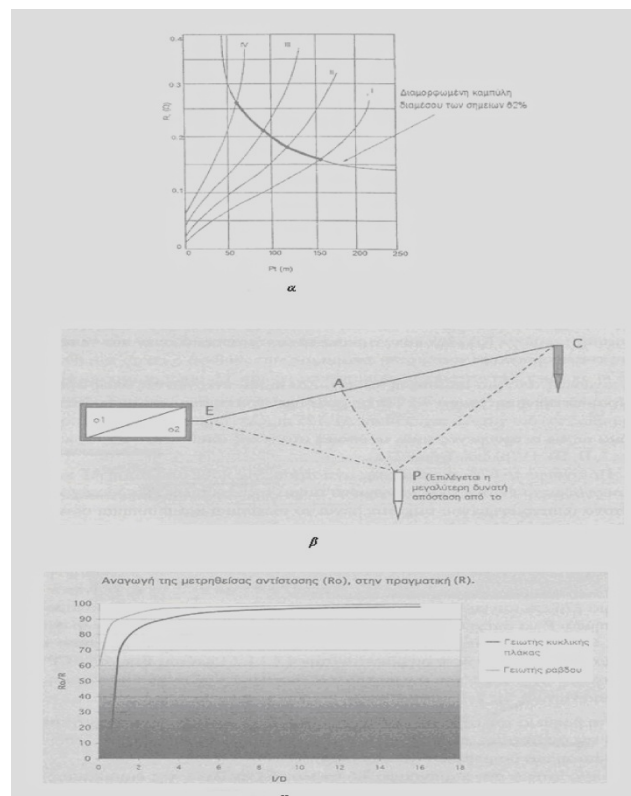 0.4
IV
III
II
I
0.3
Διαμορφωμένη καμπύλη
διαμέσου των σημειων 62%
R, (Ω)
0.2
0.1
0
0 50 100 150 200 250
Pt (m)
α
C
A
E
o1
o2
P (Επιλέγεται η
μεγαλύτερη δυνατή
απόσταση από το
β
Αναγωγή της μετρηθείσας αντίστασης (Ro), στην πραγματική (R).
100
90
80
70
60
50
40
30
20
10
0
Ro/R
Γειωτής κυκλικής
πλάκας
Γειωτής ράβδου
0 2 4 6 8 10 12 14 16 18